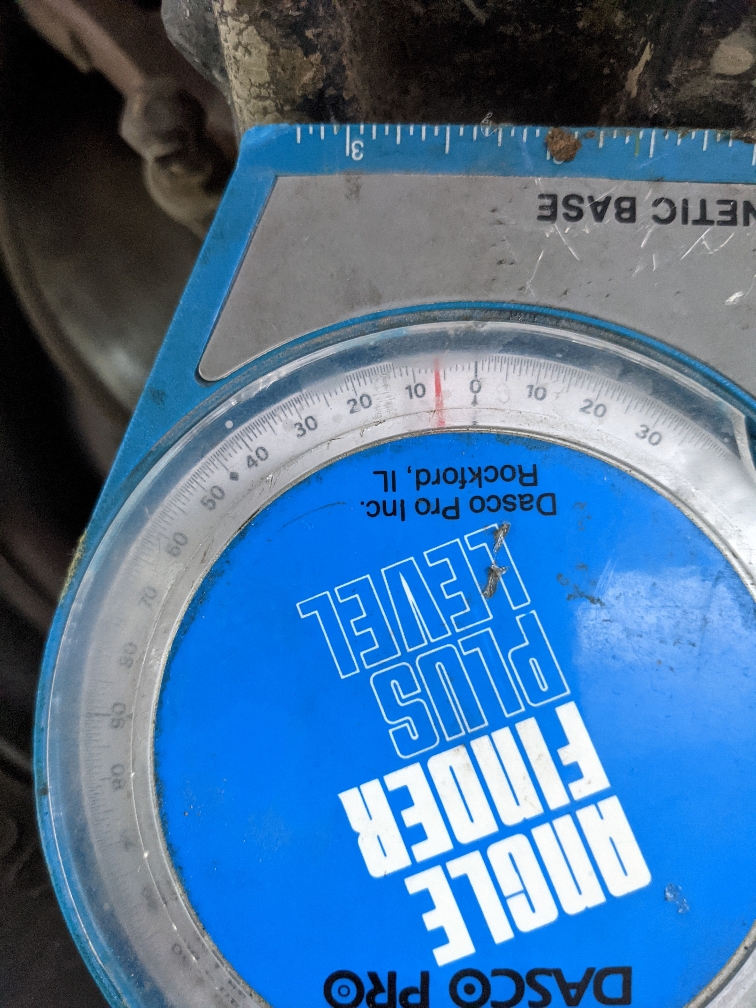 DASCO PRO
ANGLE
FINDER
PLUS
LEVEL
Dasco Pro Inc.
Rockford, IL
80 90 80 70 60 50 40 30 20 10 0 10 20 30
NETIC BASE
3